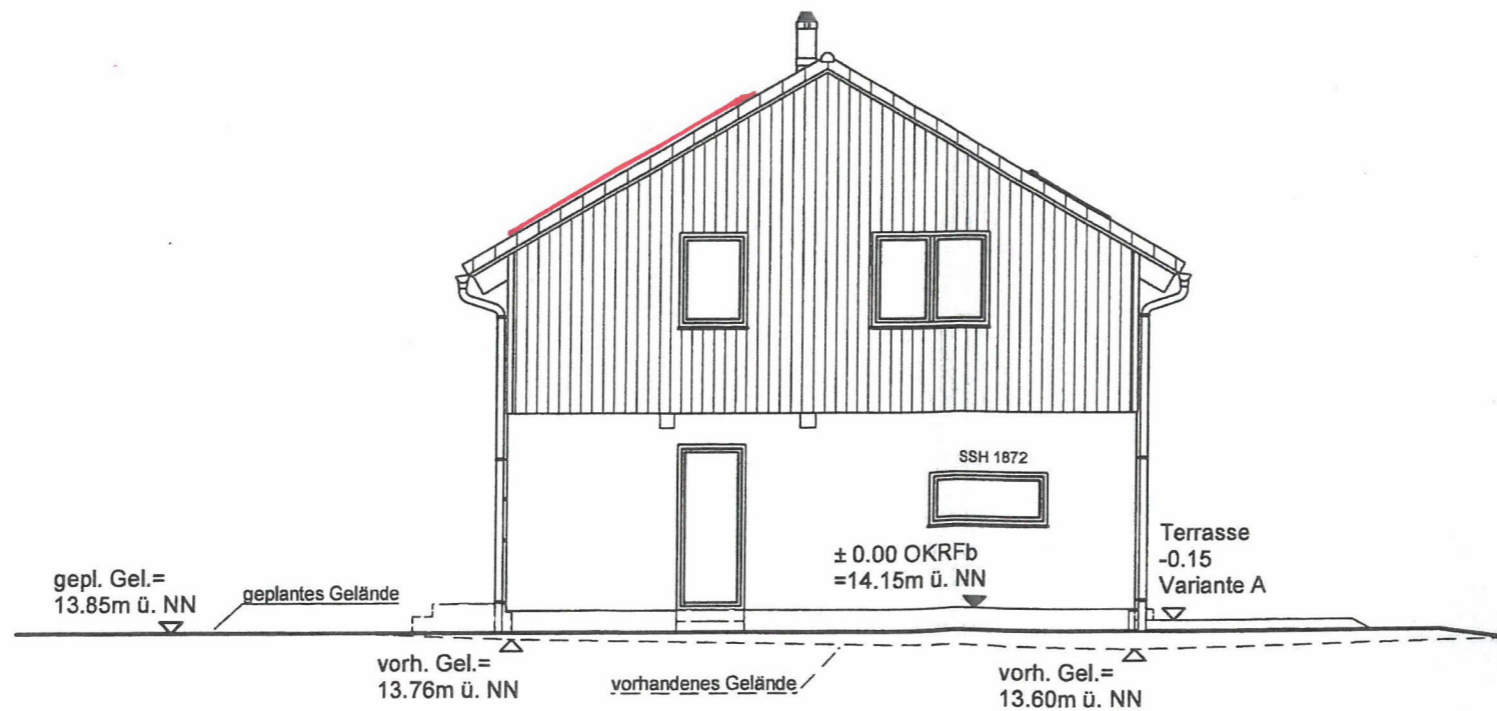 SSH 1872
± 0.00 OKRFb
=14.15m ü. NN
Terrasse
-0.15
Variante A
gepl. Gel.=
13.85m ü. NN
geplantes Gelände
vorh. Gel.=
13.76m ü. NN
vorhandenes Gelände
vorh. Gel.=
13.60m ü. NN